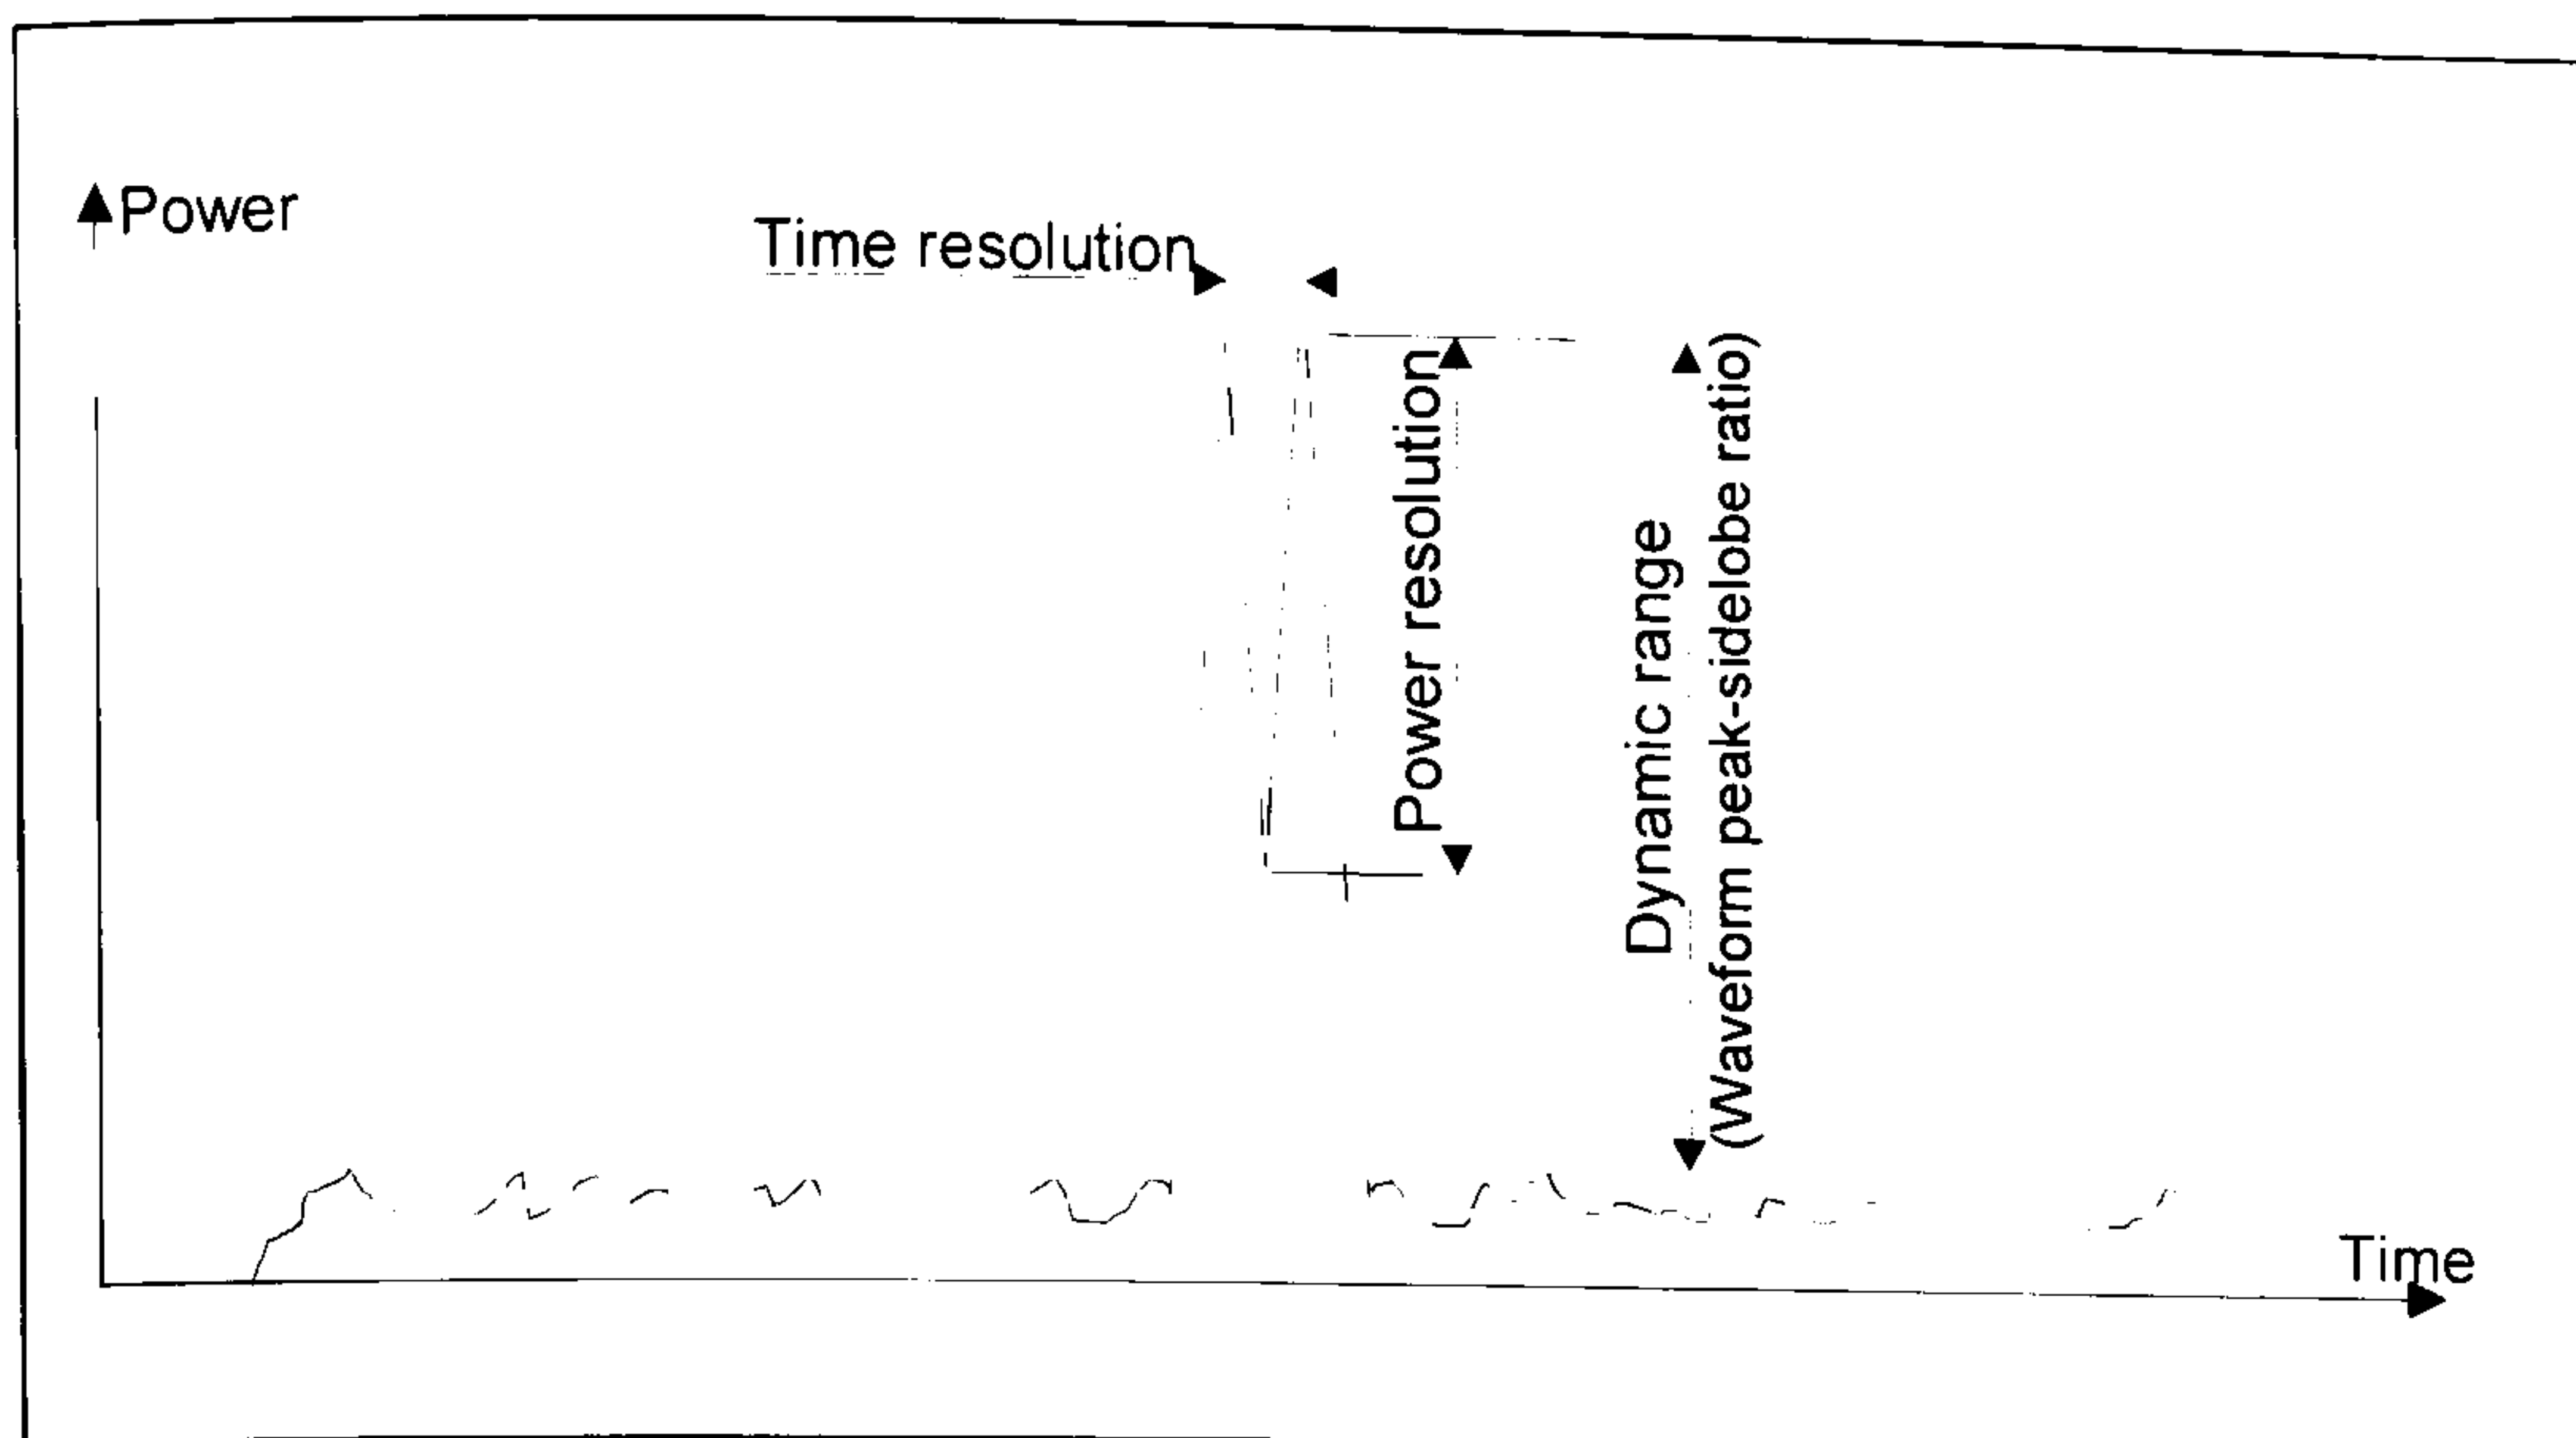 Power
Time resolution
Power resolution
Dynamic range
(Waveform peak-sidelobe ratio)
Time